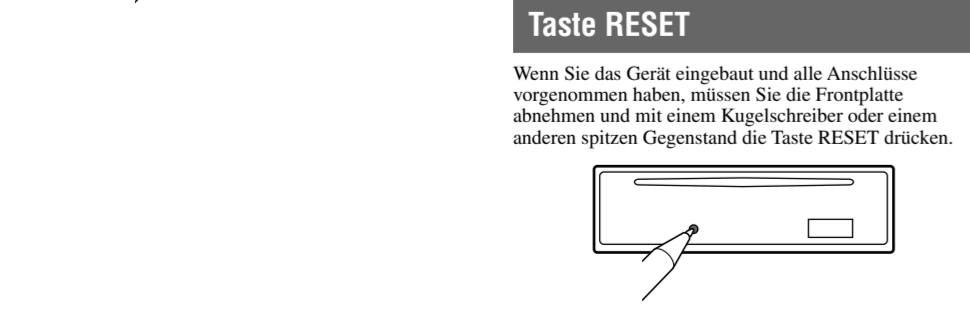 Taste RESET
Wenn Sie das Gerät eingebaut und alle Anschlüsse
vorgenommen haben, müssen Sie die Frontplatte
abnehmen und mit einem Kugelschreiber oder einem
anderen spitzen Gegenstand die Taste RESET drücken.